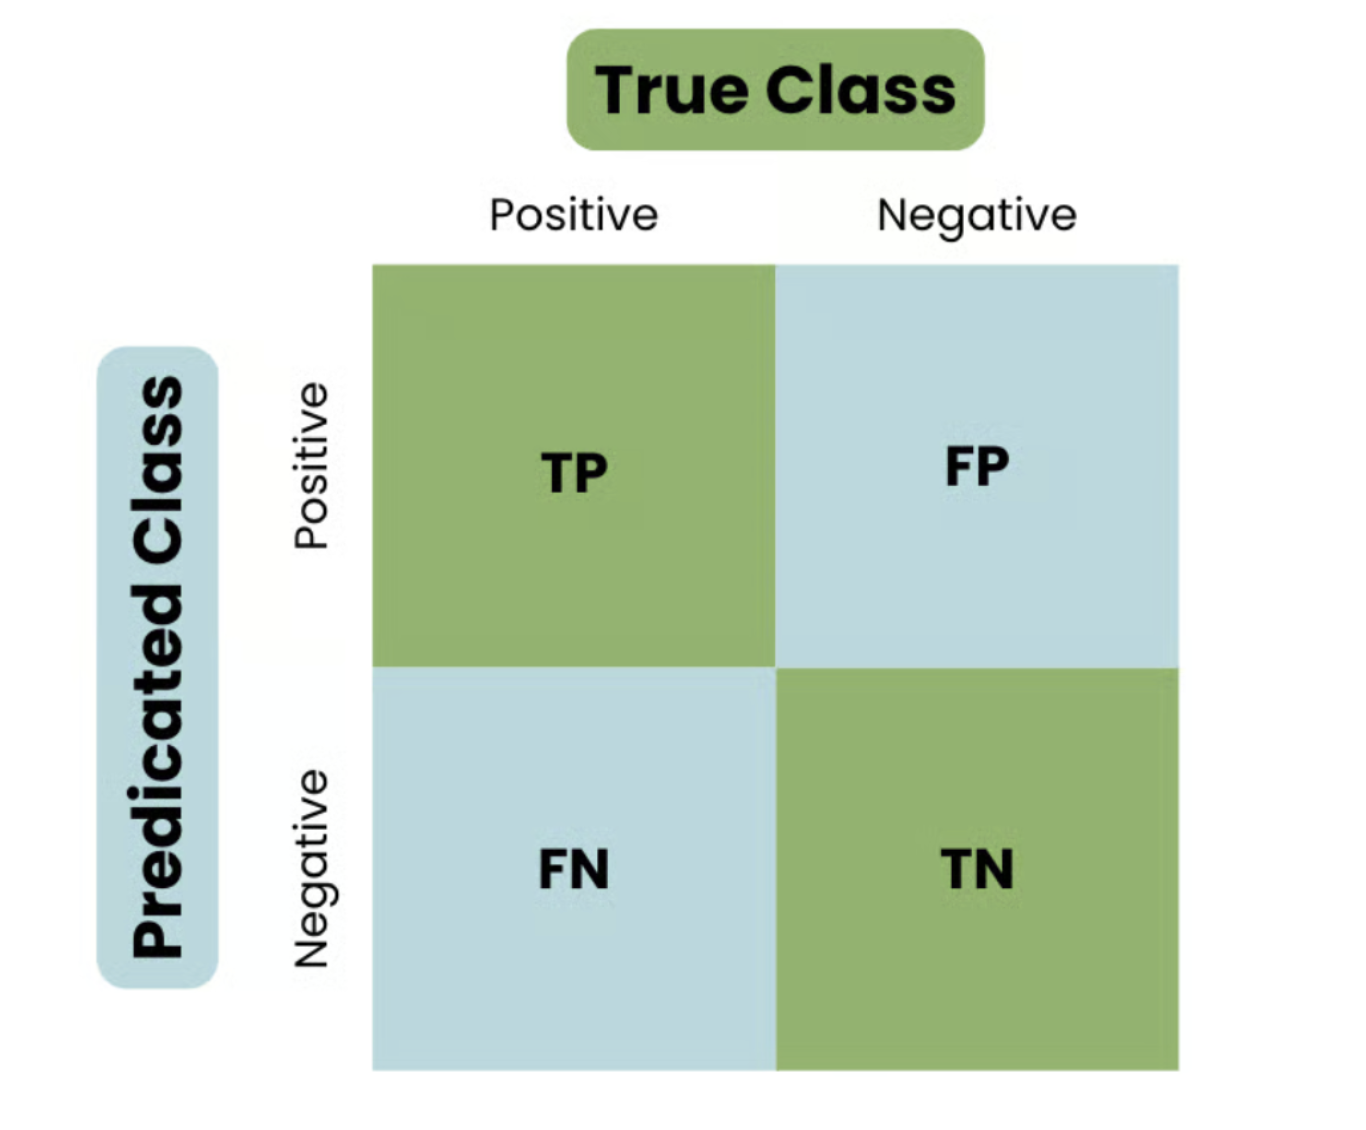 True Class
Positive Negative
Predicated Class
Positive
TP FP
Negative
FN TN